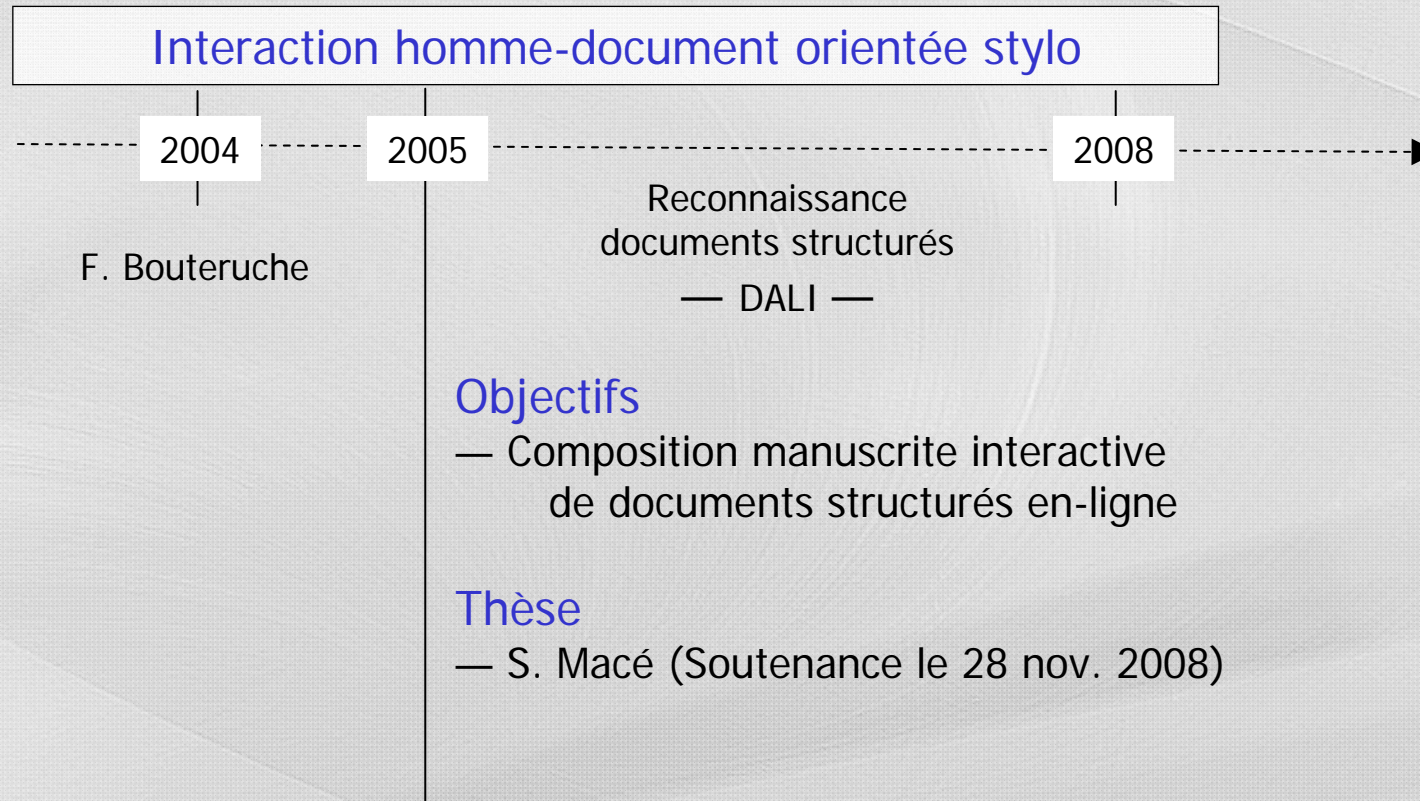 Interaction homme-document orientée stylo
2004
2005
2008
F. Bouteruche
Reconnaissance
documents structurés
— DALI —
Objectifs
— Composition manuscrite interactive
de documents structurés en-ligne
Thèse
— S. Macé (Soutenance le 28 nov. 2008)